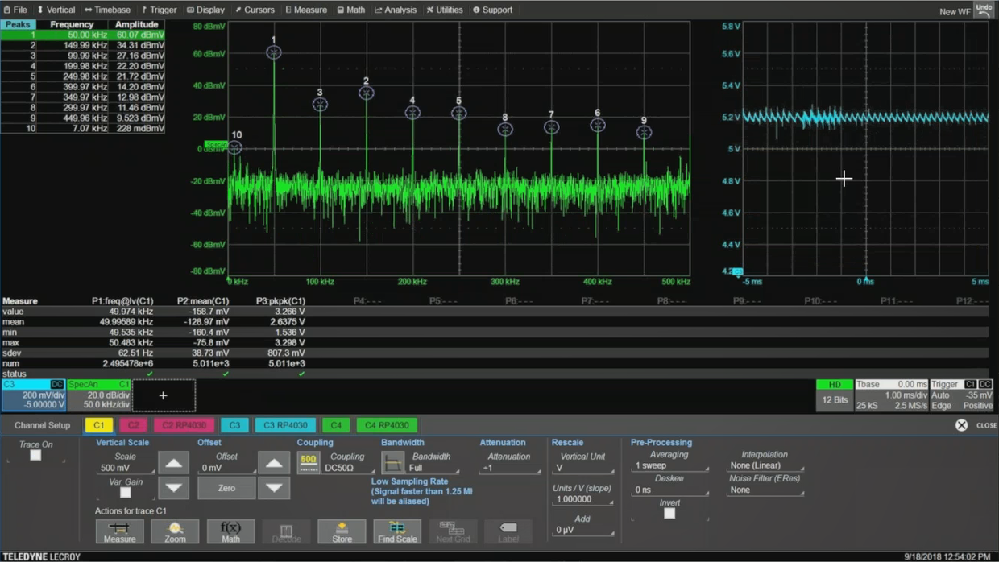 File Vertical Timebase Trigger Display Cursors Measure Math Analysis Utilities Support New WF Undo
Peaks Frequency Amplitude
1 50.00 kHz 60.07 dBmV
2 149.99 kHz 34.31 dBmV
3 99.99 kHz 27.16 dBmV
4 199.98 kHz 22.20 dBmV
5 249.98 kHz 21.72 dBmV
6 399.97 kHz 14.20 dBmV
7 349.97 kHz 12.98 dBmV
8 299.97 kHz 11.46 dBmV
9 449.96 kHz 9.523 dBmV
10 7.07 kHz 228 mdBmV
80 dBmV
60 dBmV
40 dBmV
20 dBmV
SpecAn
0 dBmV
-20 dBmV
-40 dBmV
-60 dBmV
-80 dBmV
1
2
3
4
5
6
7
8
9
10
0 kHz 100 kHz 200 kHz 300 kHz 400 kHz 500 kHz
5.8 V
5.6 V
5.4 V
5.2 V
5 V
4.8 V
4.6 V
4.4 V
4.2
C3
-5 ms 0 ms 5 ms
Measure P1:freq@lv(C1) P2:mean(C1) P3:pkpk(C1) P4:--- P5:--- P6:--- P7:--- P8:--- P9:--- P10:--- P11:--- P12:---
value 49.974 kHz -158.7 mV 3.266 V
mean 49.99589 kHz -128.97 mV 2.6375 V
min 49.535 kHz -160.4 mV 1.536 V
max 50.483 kHz -75.8 mV 3.298 V
sdev 62.51 Hz 38.73 mV 807.3 mV
num 2.495478e+6 5.011e+3 5.011e+3
status
C3 DC SpecAn C1
200 mV/div 20.0 dB/div
-5.00000 V 50.0 kHz/div
+
HD
12 Bits
Tbase 0.00 ms
1.00 ms/div
25 kS 2.5 MS/s
Trigger C1 DC
Auto -35 mV
Edge Positive
Channel Setup C1 C2 C2 RP4030 C3 C3 RP4030 C4 C4 RP4030 CLOSE
Trace On
Vertical Scale
Scale
500 mV
Var. Gain
Offset
Offset
0 mV
Zero
Coupling
50Ω
Coupling
DC50Ω
Bandwidth
Bandwidth
Full
Low Sampling Rate
(Signal faster than 1.25 MI
will be aliased)
Attenuation
Attenuation
÷1
Rescale
Vertical Unit
V
Units / V (slope)
1.000000
Add
0 µV
Pre-Processing
Averaging
1 sweep
Deskew
0 ns
Invert
Interpolation
None (Linear)
Noise Filter (ERes)
None
Actions for trace C1
f(x)
Measure Zoom Math Decode Store Find Scale Next Grid Label
TELEDYNE LECROY 9/18/2018 12:54:02 PM